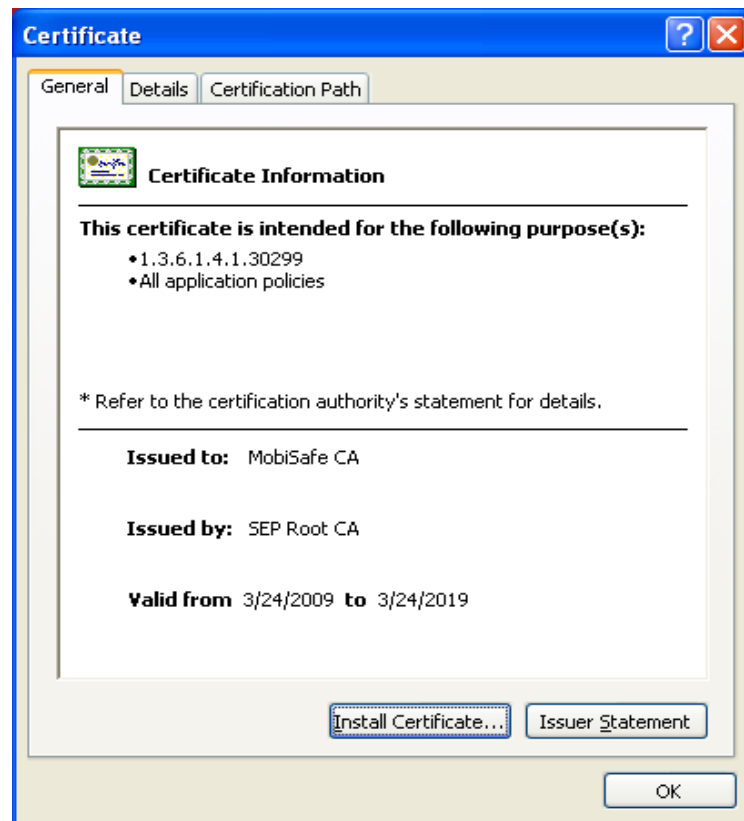 Certificate
General Details Certification Path
Certificate Information
This certificate is intended for the following purpose(s):
•1.3.6.1.4.1.30299
•All application policies
* Refer to the certification authority's statement for details.
Issued to: MobiSafe CA
Issued by: SEP Root CA
Valid from 3/24/2009 to 3/24/2019
Install Certificate... Issuer Statement
OK